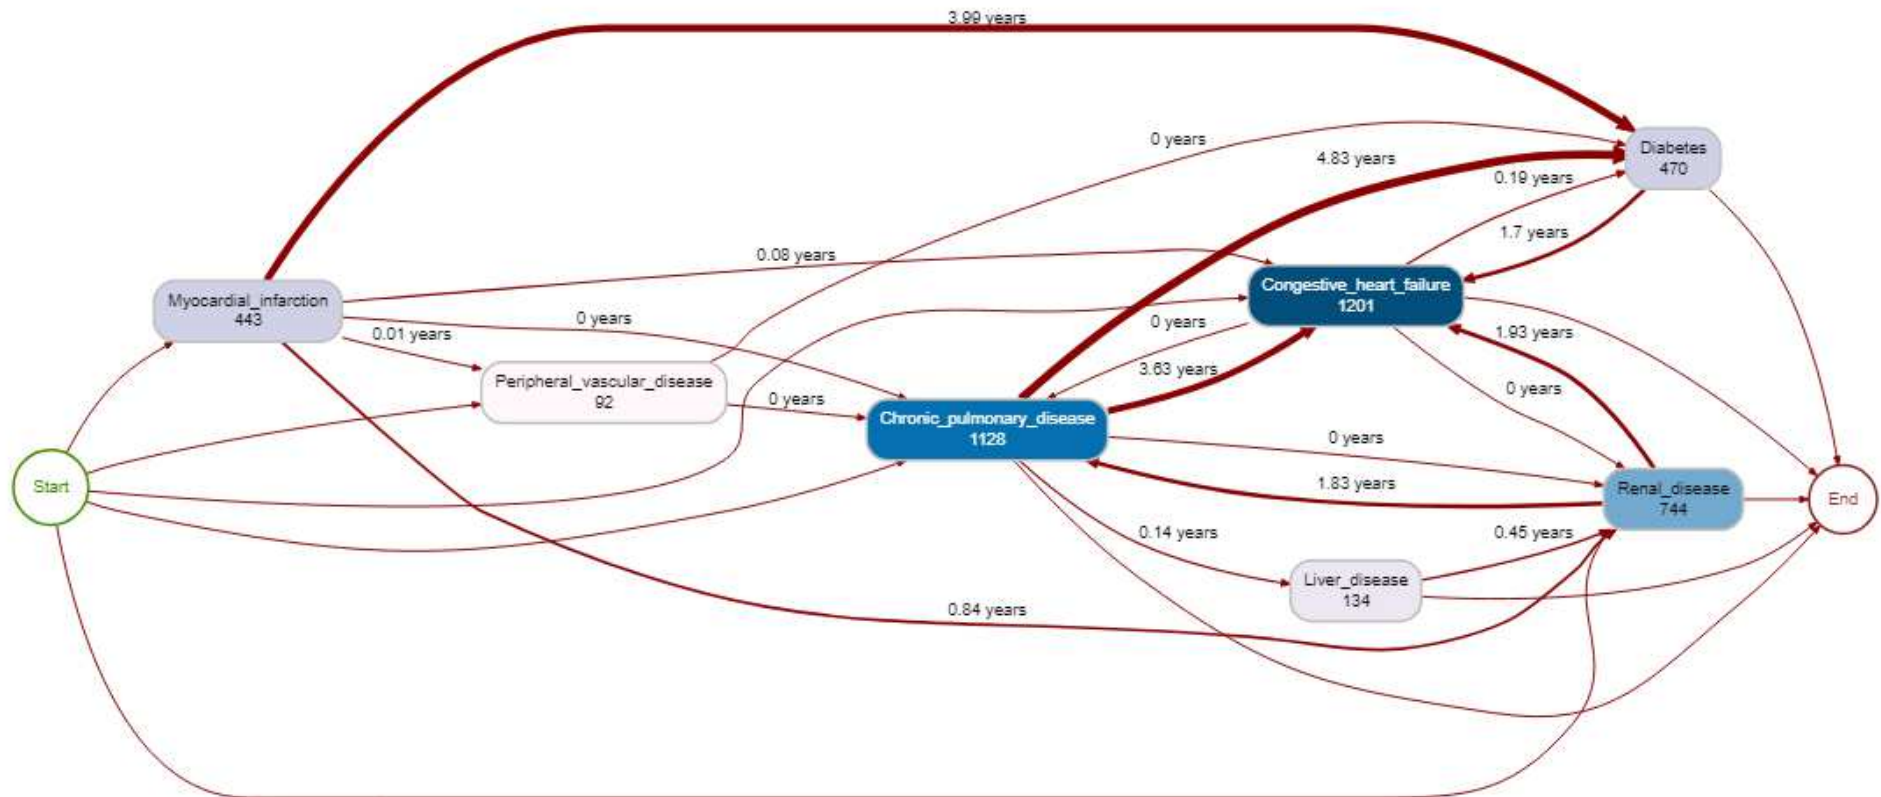 3.99 years
0 years
4.83 years
Diabetes
470
0.19 years
1.7 years
0.08 years
Congestive_heart_failure
1201
Myocardial_infarction
443
0 years
0.01 years
0 years
1.93 years
3.63 years
Peripheral_vascular_disease
92
0 years
0 years
Chronic_pulmonary_disease
1128
0 years
Start
1.83 years
Renal_disease
744
End
0.14 years
0.45 years
Liver_disease
134
0.84 years